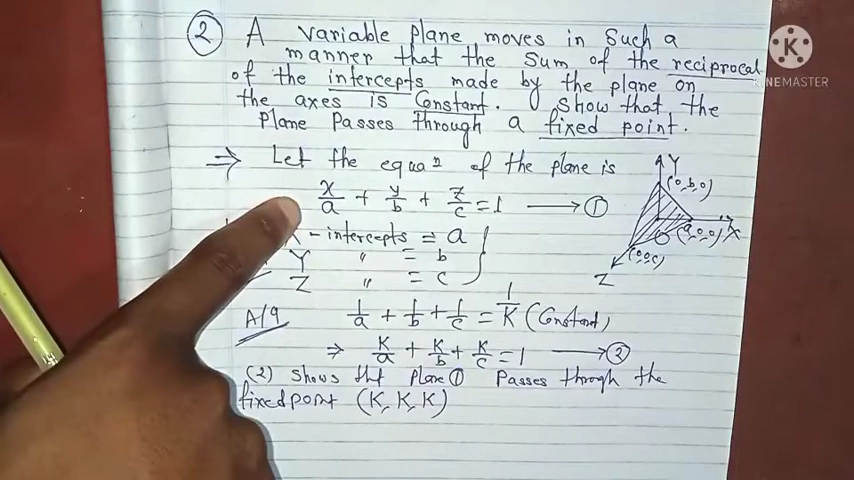 ② A variable plane moves in such a
manner that the sum of the reciprocal
of the intercepts made by the plane on
the axes is Constant. Show that the
Plane Passes through a fixed point.
⇒ Let the equaⁿ of the plane is
x/a + y/b + z/c = 1 → ①
X - intercepts = a
Y " = b
Z " = c
A/q 1/a + 1/b + 1/c = 1/K (Constant)
⇒ K/a + K/b + K/c = 1 → ②
(2) shows tht plane ① Passes through the
fixed point (K, K, K)
Y
(0,b,0)
(a,0,0) X
O
(0,0,c)
Z
K
KINEMASTER